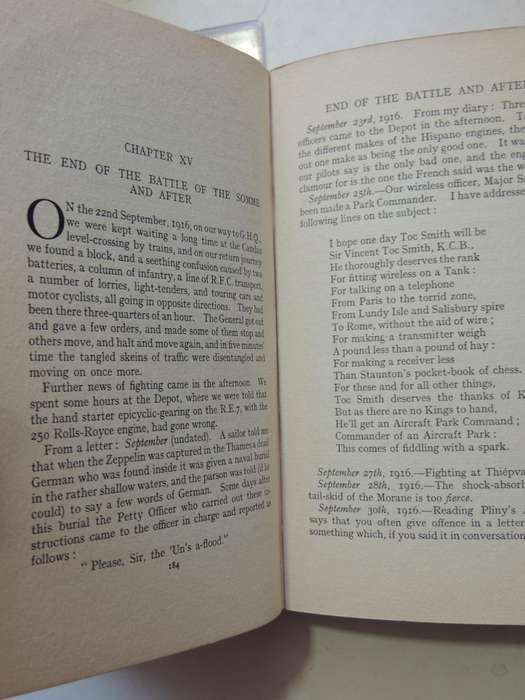 CHAPTER XV
THE END OF THE BATTLE OF THE SOMME
AND AFTER
ON the 22nd September, 1916, on our way to G.H.Q.,
we were kept waiting a long time at the Candas
level-crossing by trains, and on our return journey
we found a block, and a seething confusion caused by two
batteries, a column of infantry, a line of R.F.C. transport,
a number of lorries, light-tenders, and touring cars and
motor cyclists, all going in opposite directions. They had
been there three-quarters of an hour. The General got out
and gave a few orders, and made some of them stop and
others move, and halt and move again, and in five minutes'
time the tangled skeins of traffic were disentangled and
moving on once more.
Further news of fighting came in the afternoon. We
spent some hours at the Depot, where we were told that
the hand starter epicyclic-gearing on the R.E.7, with the
250 Rolls-Royce engine, had gone wrong.
From a letter: September (undated). A sailor told me
that when the Zeppelin was captured in the Thames a dead
German who was found inside it was given a naval burial
in the rather shallow waters, and the parson was told (if he
could) to say a few words of German. Some days after
this burial the Petty Officer who had carried out these in-
structions came to the officer in charge and reported as
follows:
"Please, Sir, the 'Un's a-flood."
184
END OF THE BATTLE AND AFTER
September 23rd, 1916. From my diary: Three
officers came to the Depot in the afternoon.
the different makes of the Hispano engines, the
out one make as being the only good one. It was
our pilots say is the only bad one, and the eng
clamour for is the one the French said was the w
September 25th.—Our wireless officer, Major S
been made a Park Commander. I have addressed
following lines on the subject:
I hope one day Toc Smith will be
Sir Vincent Toc Smith, K.C.B.,
He thoroughly deserves the rank
For fitting wireless on a Tank:
For talking on a telephone
From Paris to the torrid zone,
From Lundy Isle and Salisbury spire
To Rome, without the aid of wire;
For making a transmitter weigh
A pound less than a pound of hay:
For making a receiver less
Than Staunton's pocket-book of chess.
For these and for all other things,
Toc Smith deserves the thanks of K
But as there are no Kings to hand,
He'll get an Aircraft Park Command;
Commander of an Aircraft Park:
This comes of fiddling with a spark.
September 27th, 1916.—Fighting at Thiépva
September 28th, 1916.—The shock-absorb
tail-skid of the Morane is too fierce.
September 30th, 1916.—Reading Pliny's
says that you often give offence in a letter
something which, if you said it in conversation